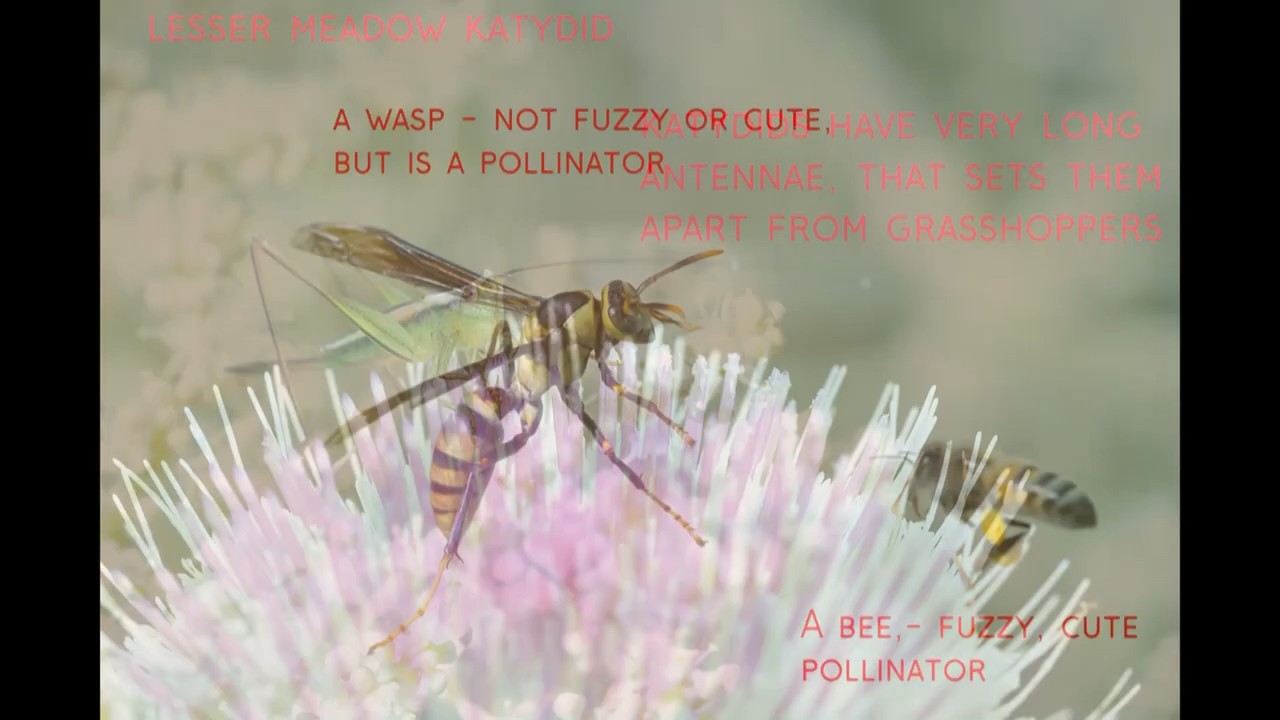 LESSER MEADOW KATYDID
A WASP - NOT FUZZY OR CUTE,
BUT IS A POLLINATOR
KATYDIDS HAVE VERY LONG
ANTENNAE, THAT SETS THEM
APART FROM GRASSHOPPERS
A BEE,- FUZZY, CUTE
POLLINATOR